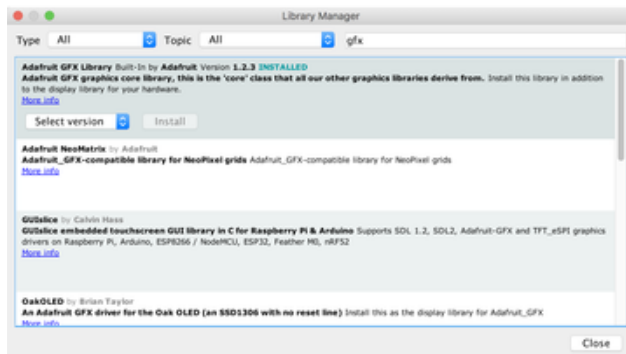 Library Manager
Type All Topic All gfx
Adafruit GFX Library Built-In by Adafruit Version 1.2.3 INSTALLED
Adafruit GFX graphics core library, this is the 'core' class that all our other graphics libraries derive from. Install this library in addition
to the display library for your hardware.
More info
Select version Install
Adafruit NeoMatrix by Adafruit
Adafruit_GFX-compatible library for NeoPixel grids Adafruit_GFX-compatible library for NeoPixel grids
More info
GUIslice by Calvin Hass
GUIslice embedded touchscreen GUI library in C for Raspberry Pi & Arduino Supports SDL 1.2, SDL2, Adafruit-GFX and TFT_eSPI graphics
drivers on Raspberry Pi, Arduino, ESP8266 / NodeMCU, ESP32, Feather M0, nRF52
More info
OakOLED by Brian Taylor
An Adafruit GFX driver for the Oak OLED (an SSD1306 with no reset line) Install this as the display library for Adafruit_GFX
More info
Close